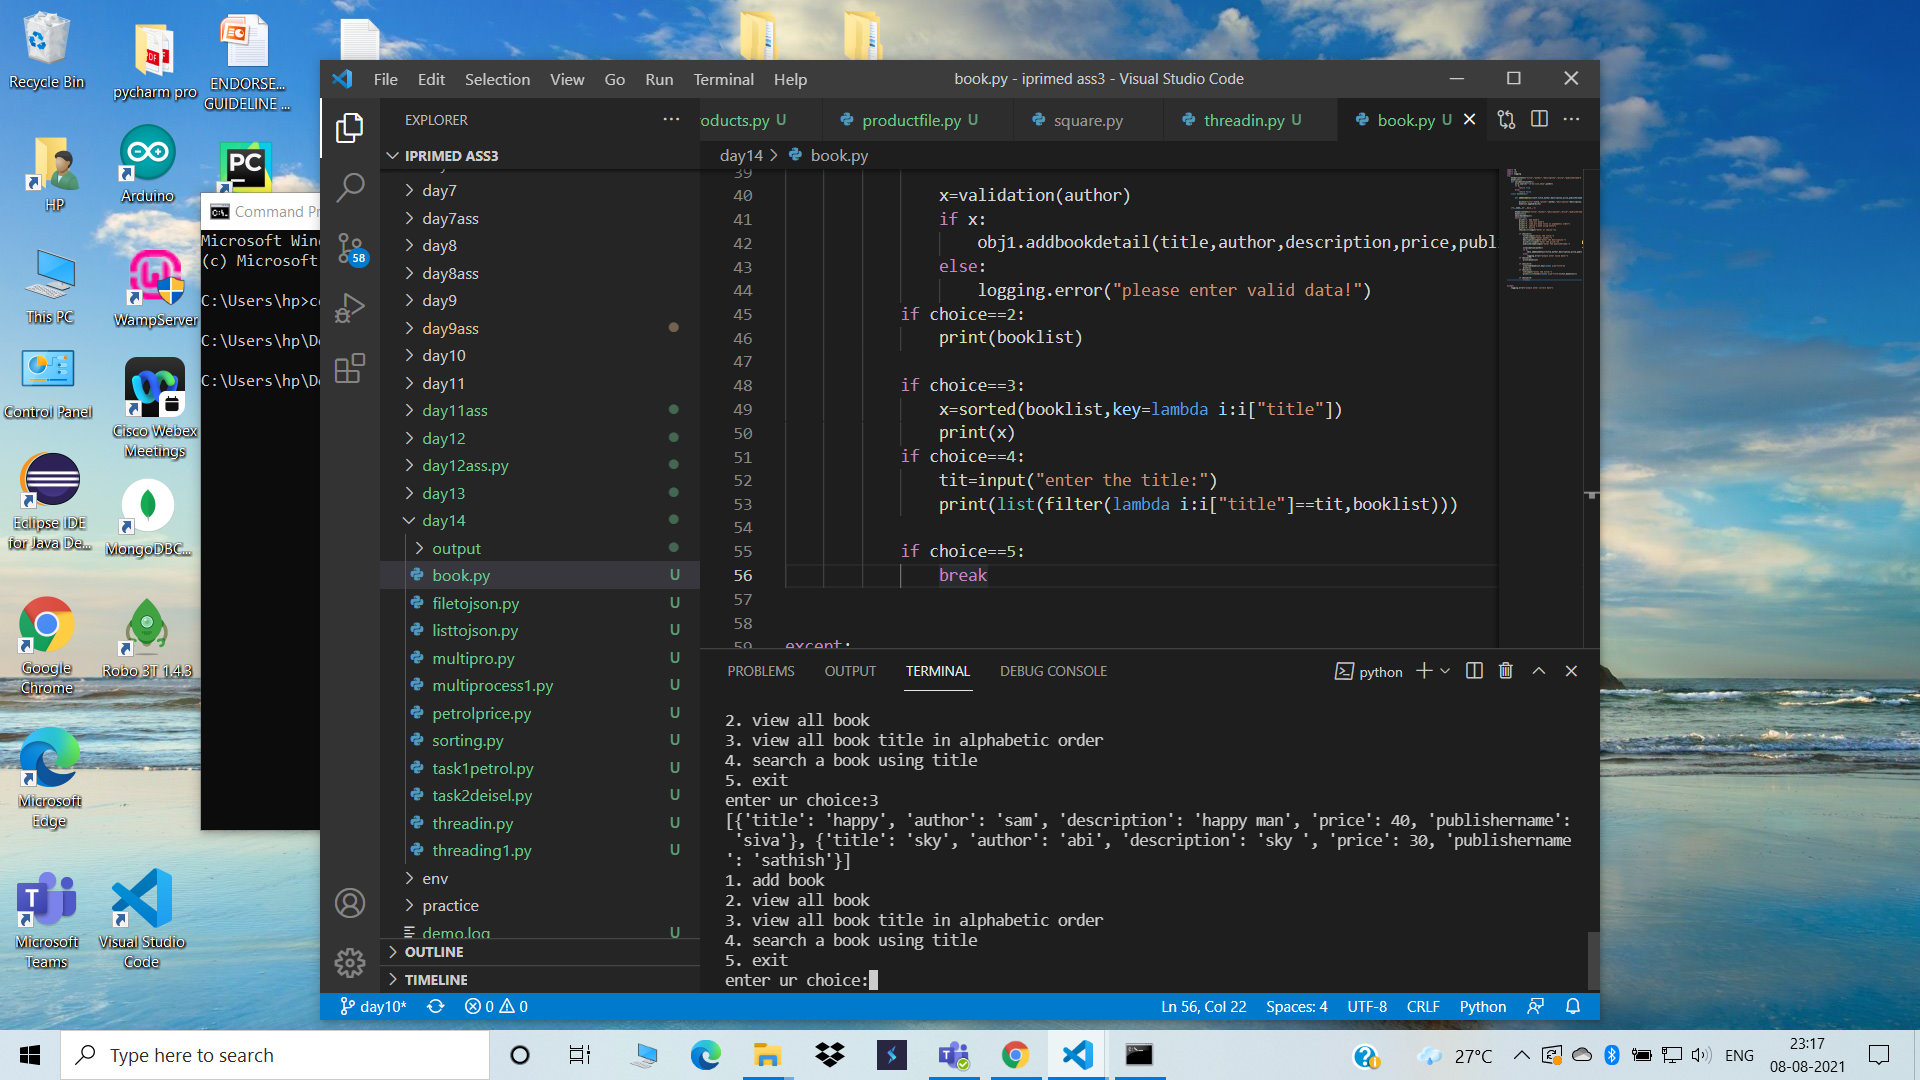 Recycle Bin
pycharm pro
ENDORSE...
GUIDELINE ...
HP
Arduino
This PC
WampServer
Control Panel
Cisco Webex
Meetings
Eclipse IDE
for Java De...
MongoDBC...
Google
Chrome
Robo 3T 1.4.3
Microsoft
Edge
Microsoft
Teams
Visual Studio
Code
Command Pr
(c) Microsoft
C:\Users\hp>c
C:\Users\hp\D
C:\Users\hp\D
File Edit Selection View Go Run Terminal Help
book.py - iprimed ass3 - Visual Studio Code
EXPLORER
oducts.py U
productfile.py U
square.py
threadin.py U
book.py U
IPRIMED ASS3
day14 > book.py
day7
day7ass
day8
day8ass
day9
day9ass
day10
day11
day11ass
day12
day12ass.py
day13
day14
output
book.py U
filetojson.py U
listtojson.py U
multipro.py U
multiprocess1.py U
petrolprice.py U
sorting.py U
task1petrol.py U
task2deisel.py U
threadin.py U
threading1.py U
env
practice
demo.log U
OUTLINE
TIMELINE
58
39
40 x=validation(author)
41 if x:
42 obj1.addbookdetail(title,author,description,price,publ
43 else:
44 logging.error("please enter valid data!")
45 if choice==2:
46 print(booklist)
47
48 if choice==3:
49 x=sorted(booklist,key=lambda i:i["title"])
50 print(x)
51 if choice==4:
52 tit=input("enter the title:")
53 print(list(filter(lambda i:i["title"]==tit,booklist)))
54
55 if choice==5:
56 break
57
58
59 except:
PROBLEMS OUTPUT TERMINAL DEBUG CONSOLE
python
2. view all book
3. view all book title in alphabetic order
4. search a book using title
5. exit
enter ur choice:3
[{'title': 'happy', 'author': 'sam', 'description': 'happy man', 'price': 40, 'publishername':
'siva'}, {'title': 'sky', 'author': 'abi', 'description': 'sky ', 'price': 30, 'publishername
': 'sathish'}]
1. add book
2. view all book
3. view all book title in alphabetic order
4. search a book using title
5. exit
enter ur choice:
day10* 0 0
Ln 56, Col 22 Spaces: 4 UTF-8 CRLF Python
Type here to search
27°C
ENG
23:17
08-08-2021